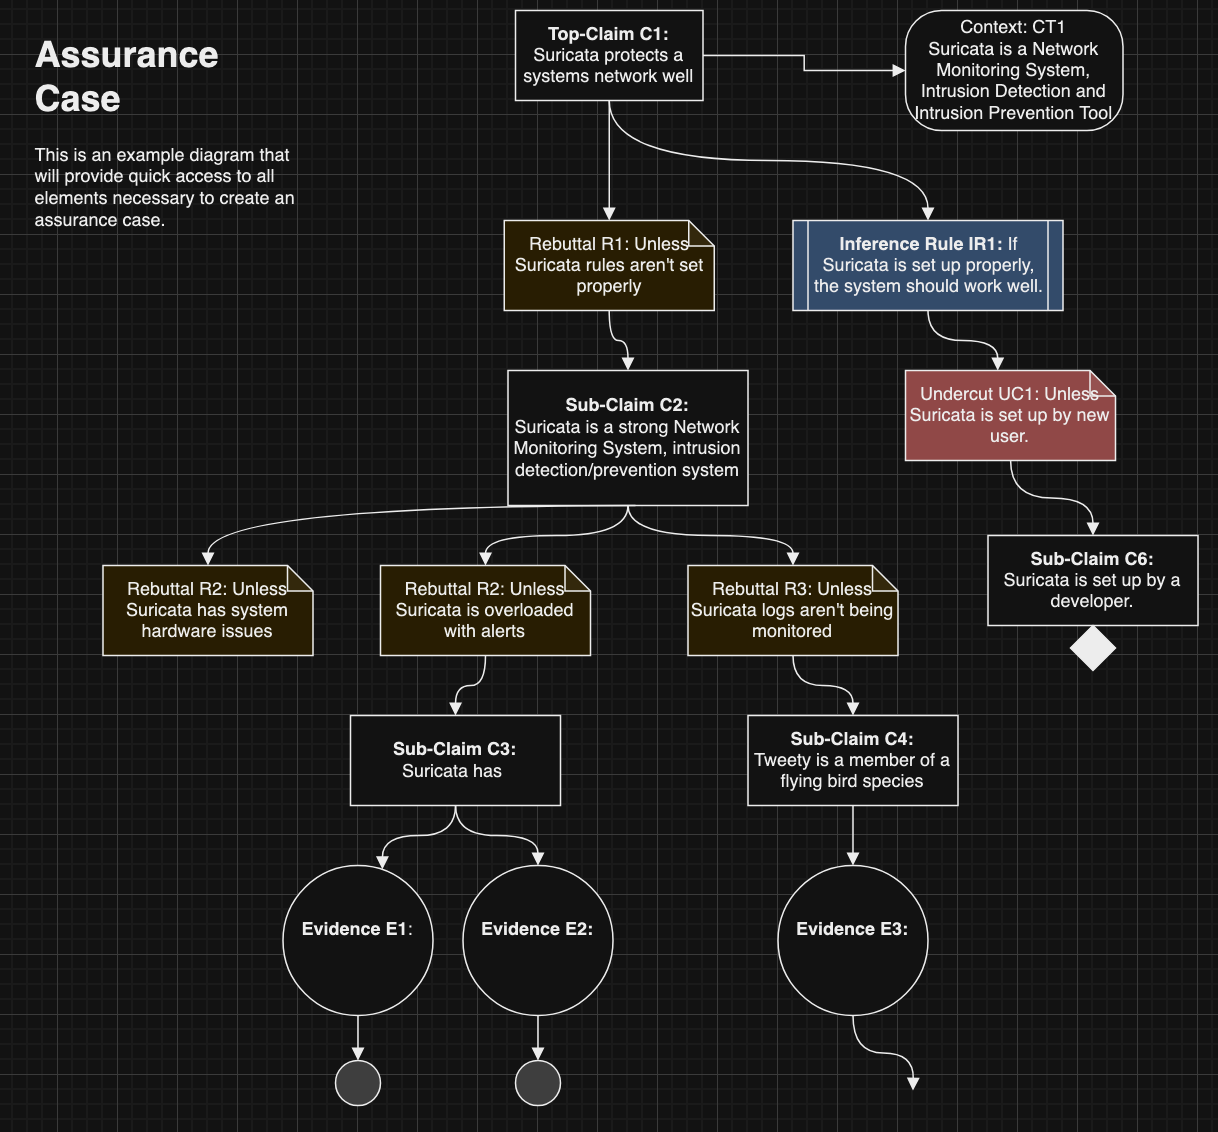 Assurance
Case
This is an example diagram that
will provide quick access to all
elements necessary to create an
assurance case.
Top-Claim C1:
Suricata protects a
systems network well
Context: CT1
Suricata is a Network
Monitoring System,
Intrusion Detection and
Intrusion Prevention Tool
Rebuttal R1: Unless
Suricata rules aren't set
properly
Inference Rule IR1: If
Suricata is set up properly,
the system should work well.
Sub-Claim C2:
Suricata is a strong Network
Monitoring System, intrusion
detection/prevention system
Undercut UC1: Unless
Suricata is set up by new
user.
Rebuttal R2: Unless
Suricata has system
hardware issues
Rebuttal R2: Unless
Suricata is overloaded
with alerts
Rebuttal R3: Unless
Suricata logs aren't being
monitored
Sub-Claim C6:
Suricata is set up by a
developer.
Sub-Claim C3:
Suricata has
Sub-Claim C4:
Tweety is a member of a
flying bird species
Evidence E1:
Evidence E2:
Evidence E3: